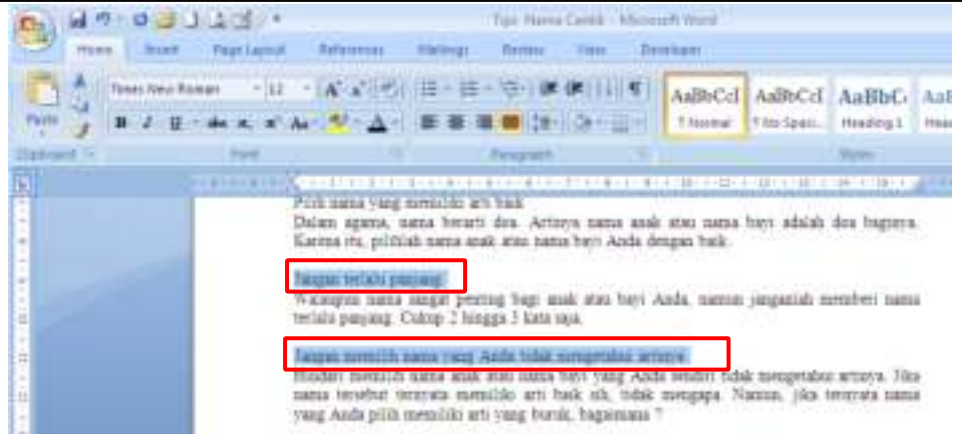 Tips Nama Cantik - Microsoft Word
Home Insert Page Layout References Mailings Review View Developer
Paste
Times New Roman 12
AaBbCcI AaBbCcI AaBbC
¶ Normal ¶ No Spaci... Heading 1
Clipboard Font Paragraph Styles
Pilih nama yang memiliki arti baik
Dalam agama, nama berarti doa. Artinya nama anak atau nama bayi adalah doa baginya.
Karena itu, pilihlah nama anak atau nama bayi Anda dengan baik.
Jangan terlalu panjang.
Walaupun nama sangat penting bagi anak atau bayi Anda, namun janganlah memberi nama
terlalu panjang. Cukup 2 hingga 3 kata saja.
Jangan memilih nama yang Anda tidak mengetahui artinya.
Hindari memilih nama anak atau nama bayi yang Anda sendiri tidak mengetahui artinya. Jika
nama tersebut ternyata memiliki arti baik sih, tidak mengapa. Namun, jika ternyata nama
yang Anda pilih memiliki arti yang buruk, bagaimana ?